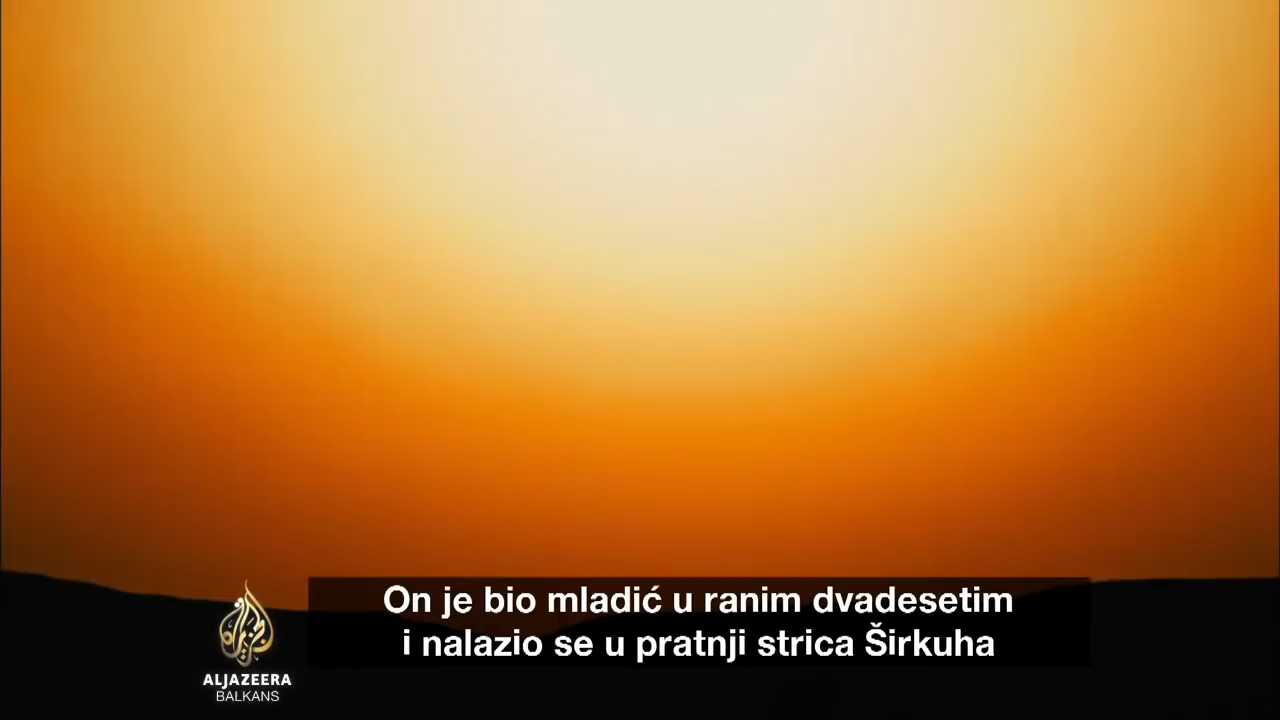 On je bio mladić u ranim dvadesetim
i nalazio se u pratnji strica Širkuha
ALJAZEERA
BALKANS